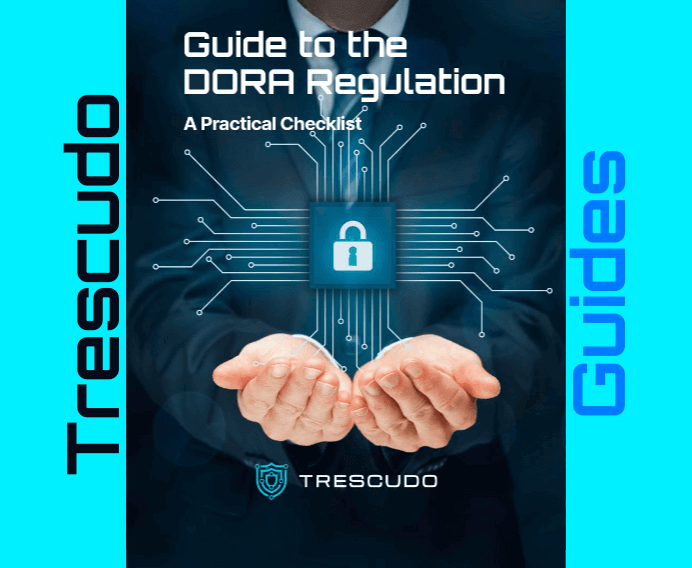 Trescudo
Guide to the
DORA Regulation
A Practical Checklist
TRESCUDO
Guides